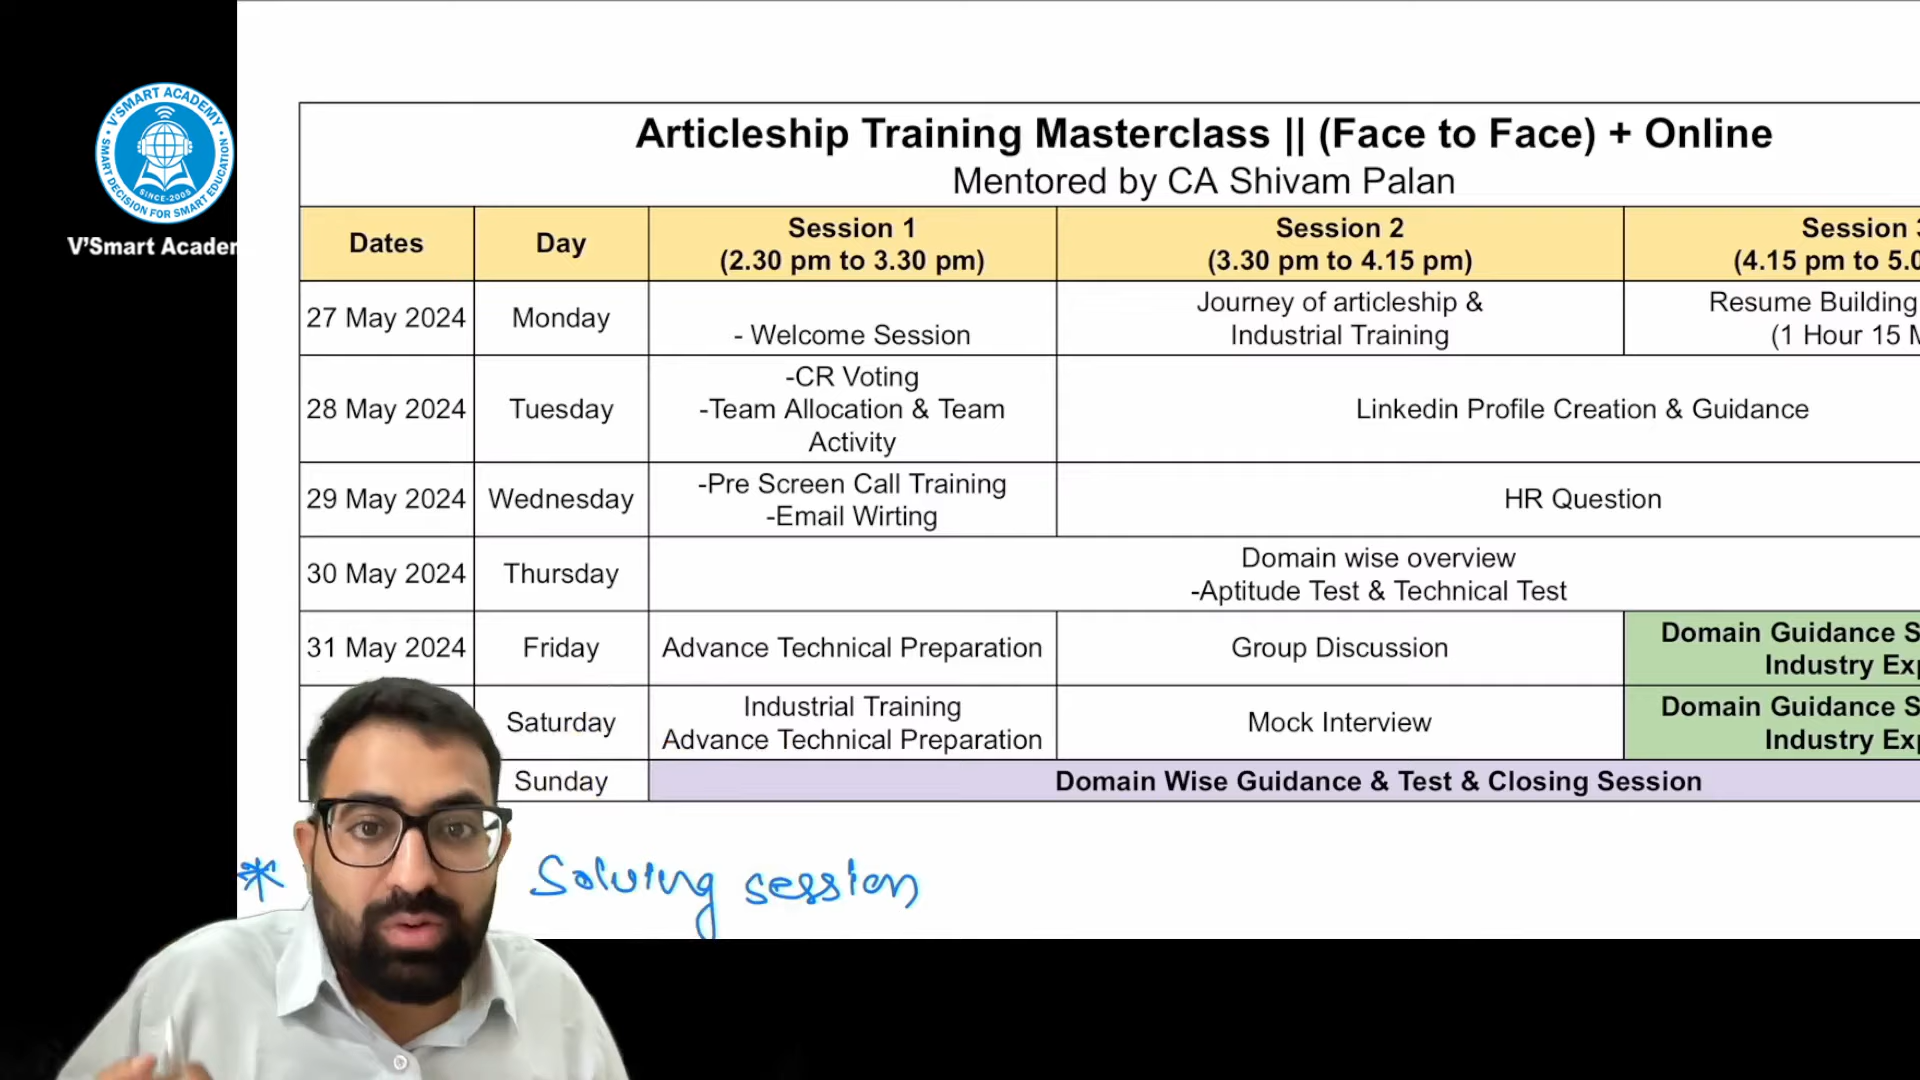 V'SMART ACADEMY
SMART DECISION FOR SMART EDUCATION
SINCE-2005
V'Smart Acader
Articleship Training Masterclass || (Face to Face) + Online
Mentored by CA Shivam Palan
Dates
Day
Session 1
(2.30 pm to 3.30 pm)
Session 2
(3.30 pm to 4.15 pm)
Session
(4.15 pm to 5.0
27 May 2024
Monday
- Welcome Session
Journey of articleship &
Industrial Training
Resume Building
(1 Hour 15 M
28 May 2024
Tuesday
-CR Voting
-Team Allocation & Team
Activity
Linkedin Profile Creation & Guidance
29 May 2024
Wednesday
-Pre Screen Call Training
-Email Wirting
HR Question
30 May 2024
Thursday
Domain wise overview
-Aptitude Test & Technical Test
31 May 2024
Friday
Advance Technical Preparation
Group Discussion
Domain Guidance S
Industry Exp
Saturday
Industrial Training
Advance Technical Preparation
Mock Interview
Domain Guidance S
Industry Exp
Sunday
Domain Wise Guidance & Test & Closing Session
* Solving session